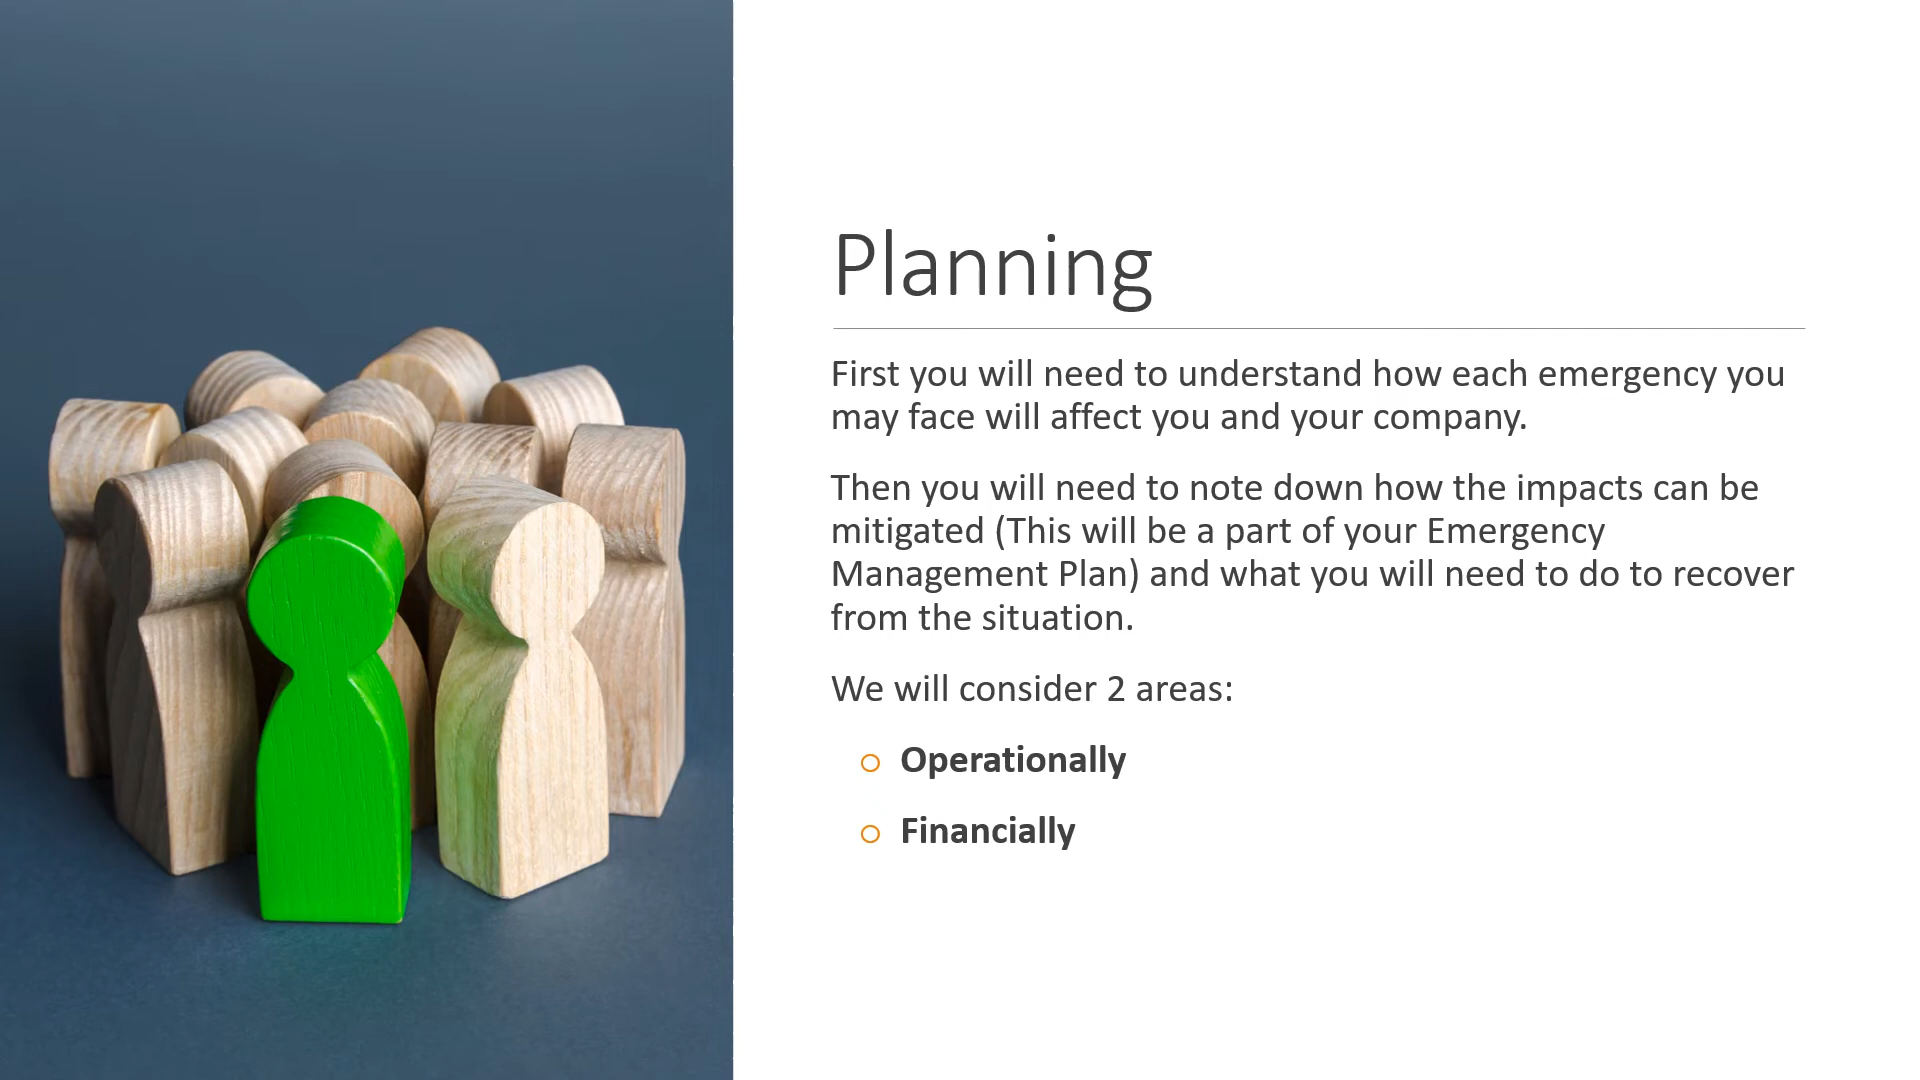 Planning
First you will need to understand how each emergency you
may face will affect you and your company.
Then you will need to note down how the impacts can be
mitigated (This will be a part of your Emergency
Management Plan) and what you will need to do to recover
from the situation.
We will consider 2 areas:
Operationally
Financially